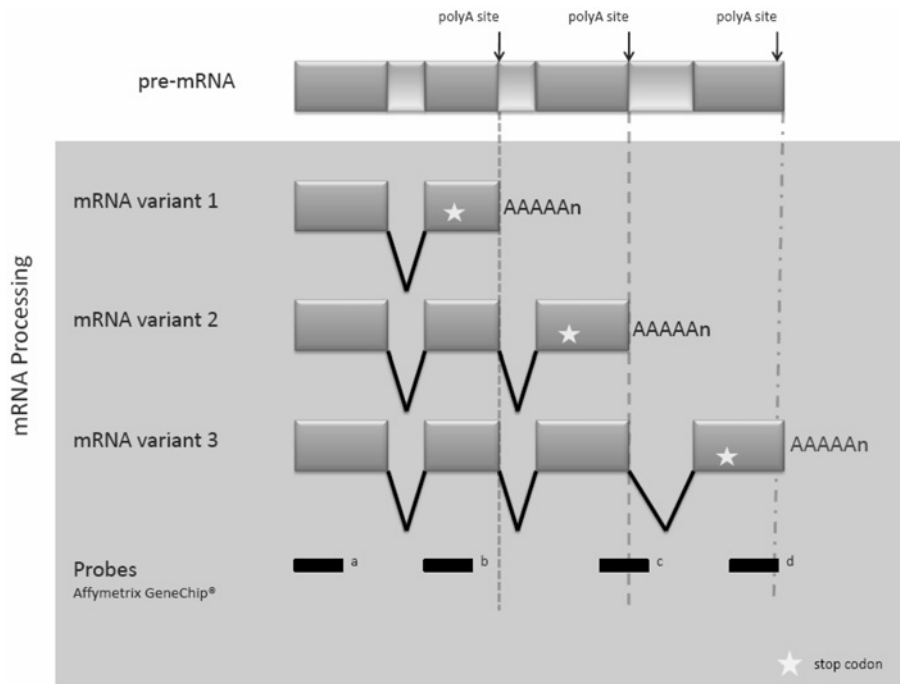 polyA site polyA site polyA site
pre-mRNA
mRNA Processing
mRNA variant 1
AAAAAn
mRNA variant 2
AAAAAn
mRNA variant 3
AAAAAn
a b c d
Probes
Affymetrix GeneChip®
stop codon